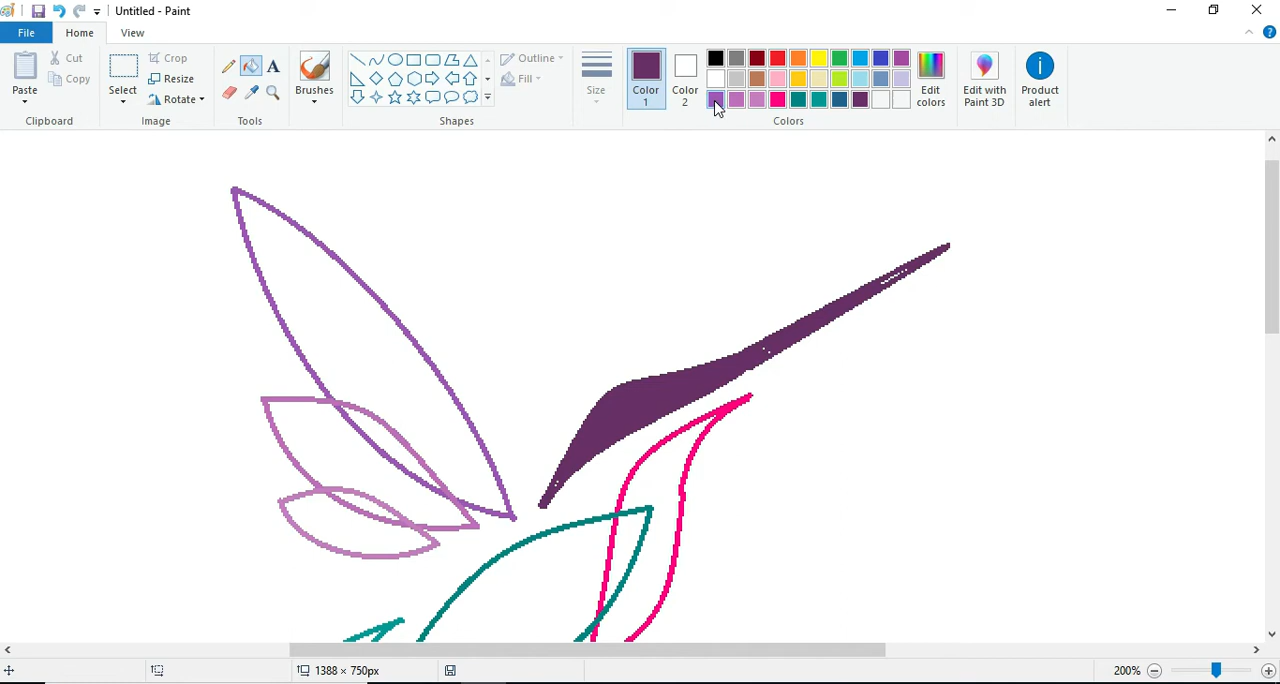 Untitled - Paint
File Home View
Paste Cut Copy Clipboard
Select Crop Resize Rotate Image
A Tools
Brushes
Outline Fill Shapes
Size
Color 1 Color 2 Edit colors Colors
Edit with Paint 3D
Product alert
1388 × 750px
200%